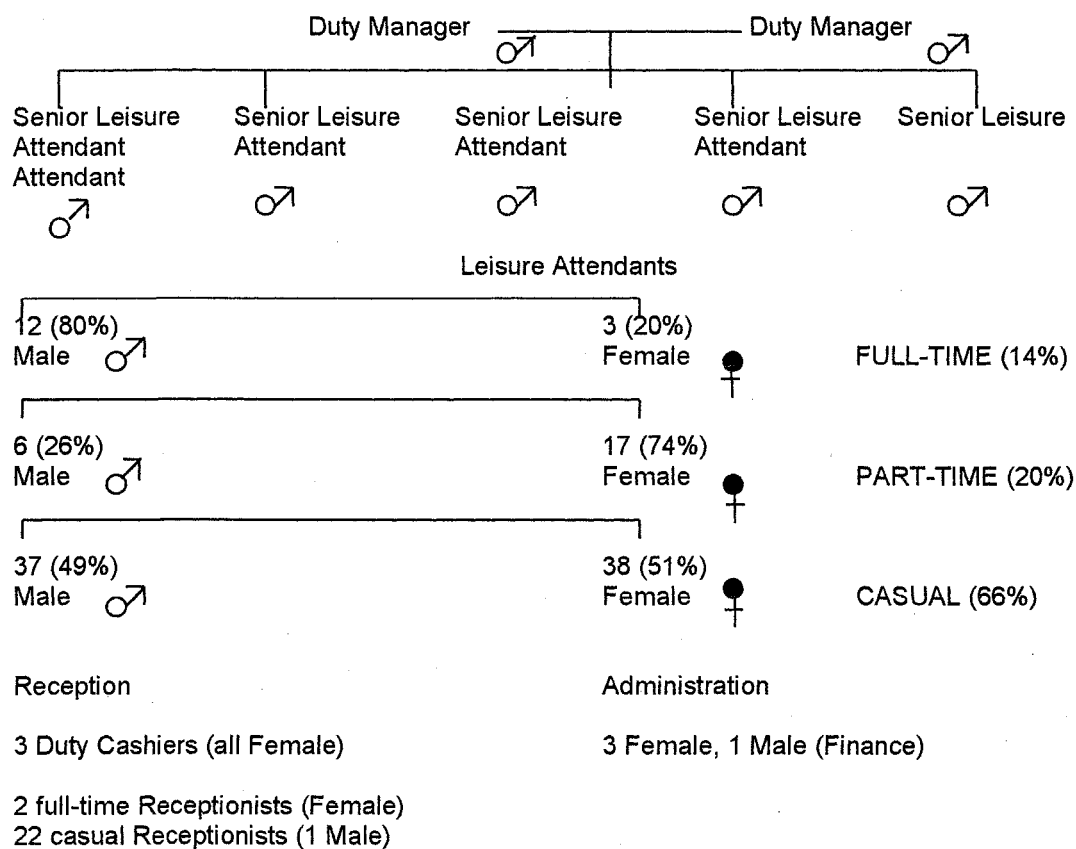 Duty Manager Duty Manager
Senior Leisure Senior Leisure Senior Leisure Senior Leisure Senior Leisure
Attendant Attendant Attendant Attendant
Attendant
Leisure Attendants
12 (80%) 3 (20%)
Male Female FULL-TIME (14%)
6 (26%) 17 (74%)
Male Female PART-TIME (20%)
37 (49%) 38 (51%)
Male Female CASUAL (66%)
Reception Administration
3 Duty Cashiers (all Female) 3 Female, 1 Male (Finance)
2 full-time Receptionists (Female)
22 casual Receptionists (1 Male)